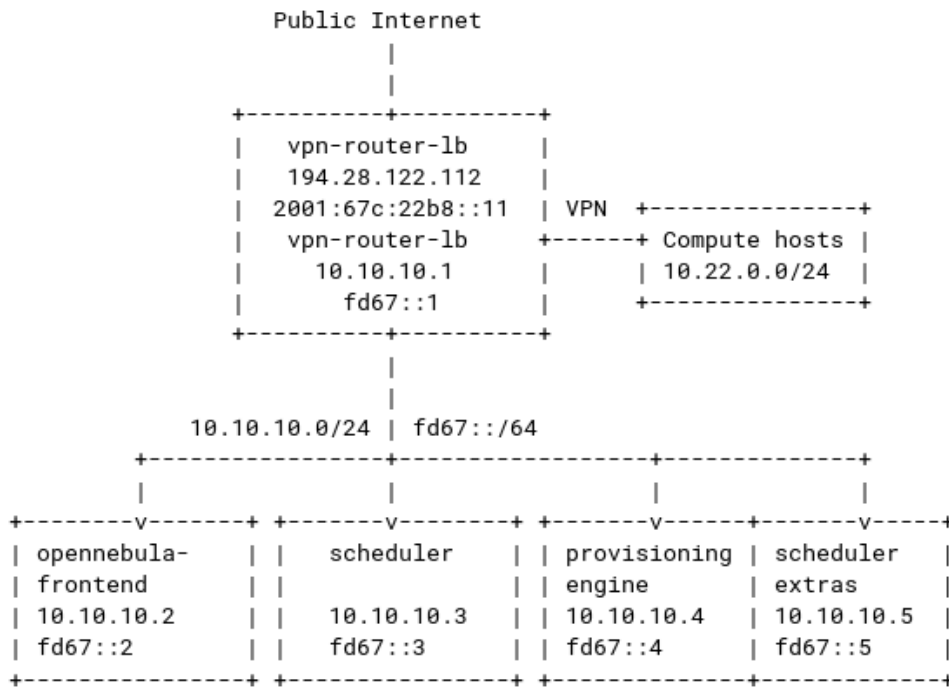 Public Internet
vpn-router-lb
194.28.122.112
2001:67c:22b8::11
VPN
vpn-router-lb
Compute hosts
10.10.10.1
10.22.0.0/24
fd67::1
10.10.10.0/24 | fd67::/64
opennebula-
frontend
10.10.10.2
fd67::2
scheduler
10.10.10.3
fd67::3
provisioning
engine
10.10.10.4
fd67::4
scheduler
extras
10.10.10.5
fd67::5